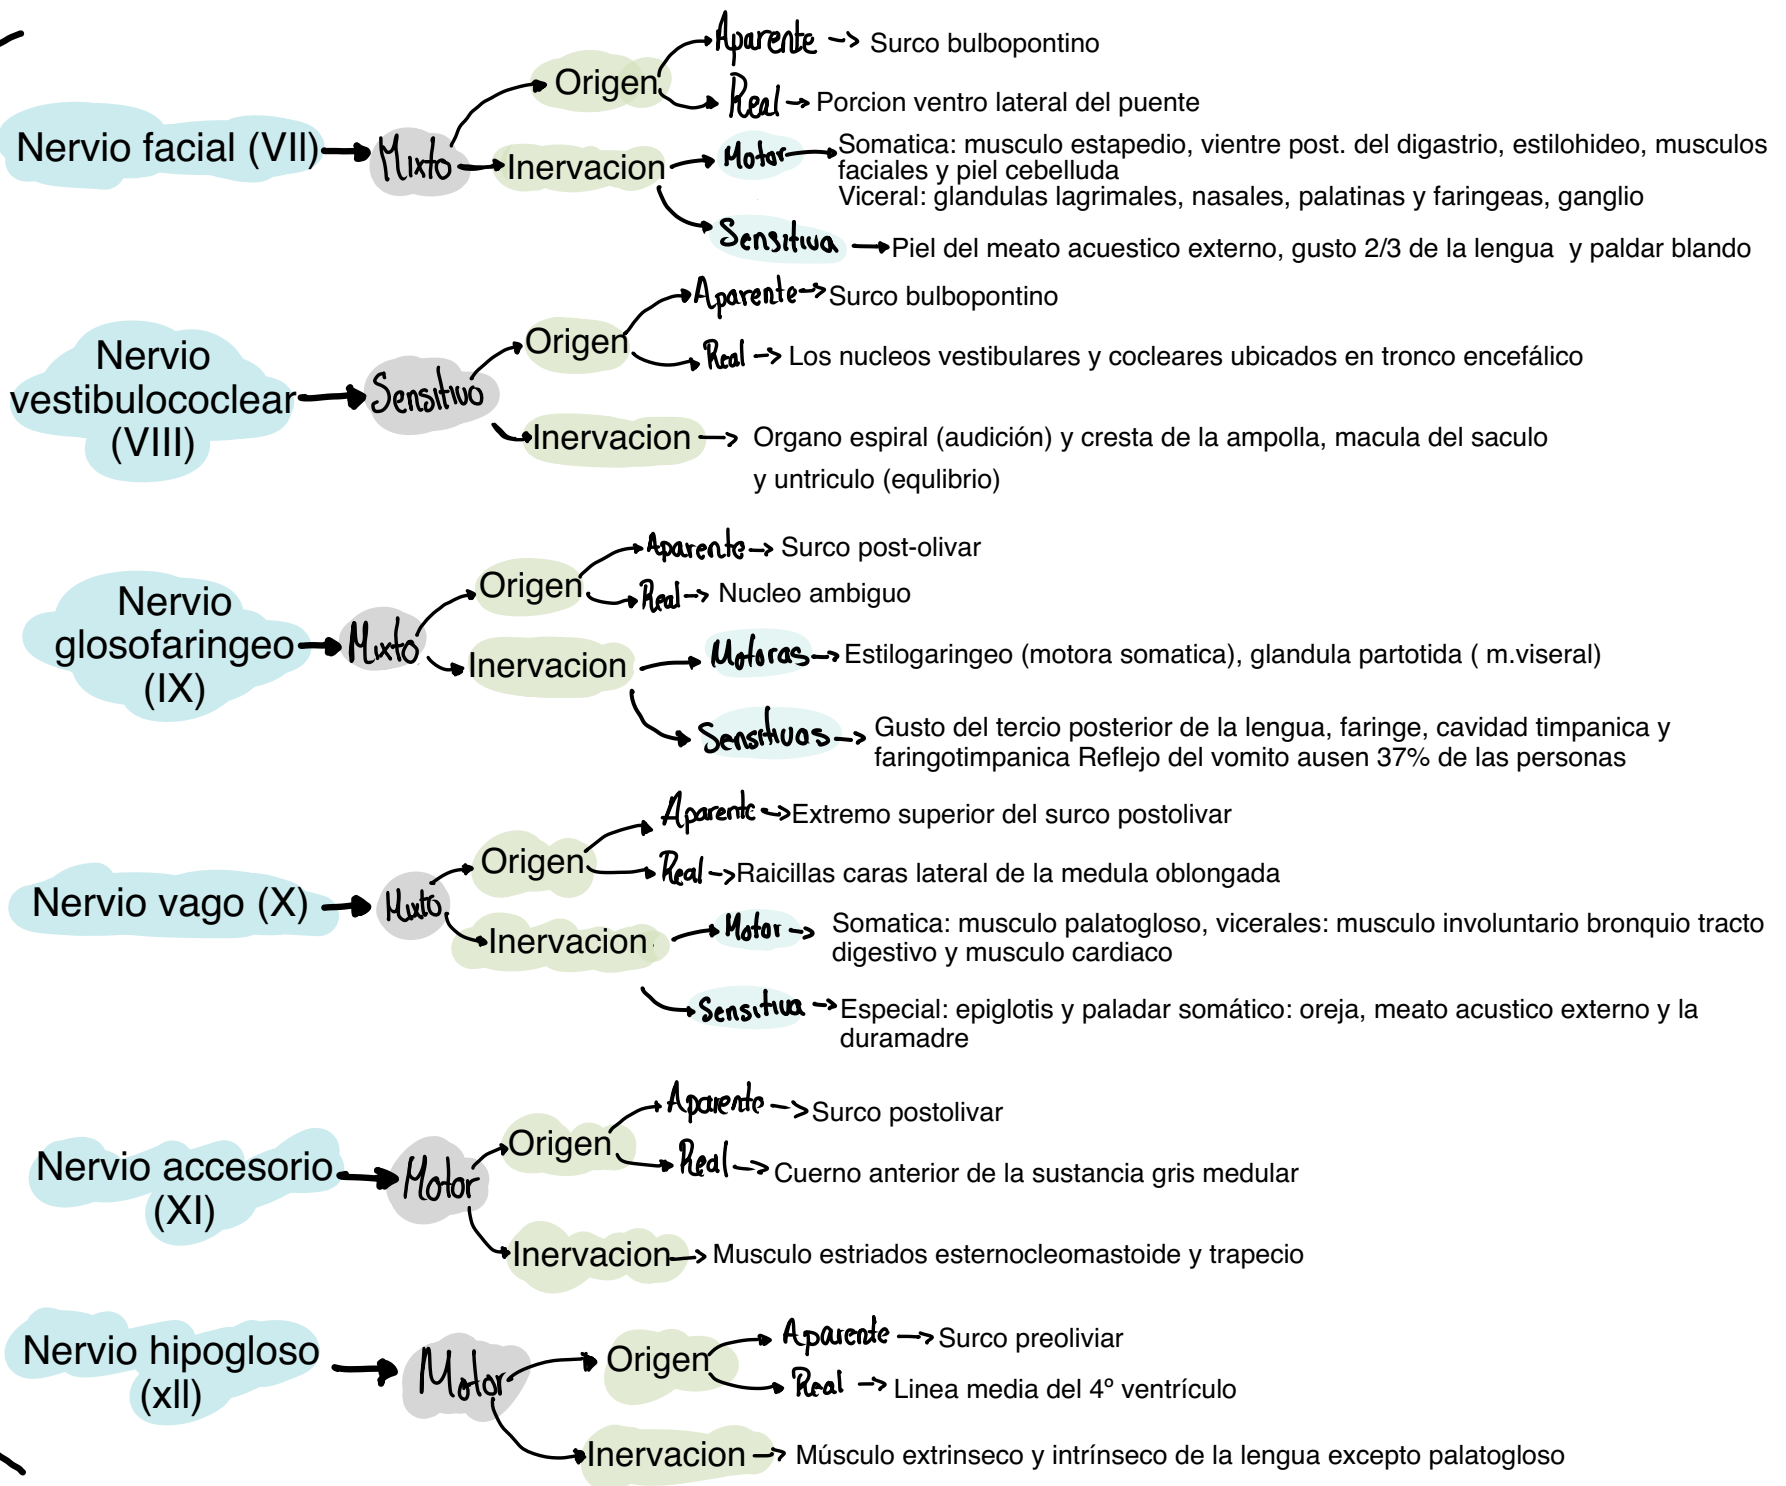 Nervio facial (VII)
Mixto
Origen
Aparente -> Surco bulbopontino
Real -> Porcion ventro lateral del puente
Inervacion
Motor
Somatica: musculo estapedio, vientre post. del digastrio, estilohideo, musculos
faciales y piel cebelluda
Viceral: glandulas lagrimales, nasales, palatinas y faringeas, ganglio
Sensitiva
Piel del meato acuestico externo, gusto 2/3 de la lengua y paldar blando
Nervio
vestibulococlear
(VIII)
Sensitivo
Origen
Aparente -> Surco bulbopontino
Real -> Los nucleos vestibulares y cocleares ubicados en tronco encefálico
Inervacion
Organo espiral (audición) y cresta de la ampolla, macula del saculo
y untriculo (equlibrio)
Nervio
glosofaringeo
(IX)
Mixto
Origen
Aparente -> Surco post-olivar
Real -> Nucleo ambiguo
Inervacion
Motoras -> Estilogaringeo (motora somatica), glandula partotida ( m.viseral)
Sensitivas
Gusto del tercio posterior de la lengua, faringe, cavidad timpanica y
faringotimpanica Reflejo del vomito ausen 37% de las personas
Nervio vago (X)
Mixto
Origen
Aparente -> Extremo superior del surco postolivar
Real -> Raicillas caras lateral de la medula oblongada
Inervacion
Motor
Somatica: musculo palatogloso, vicerales: musculo involuntario bronquio tracto
digestivo y musculo cardiaco
Sensitiva
Especial: epiglotis y paladar somático: oreja, meato acustico externo y la
duramadre
Nervio accesorio
(XI)
Motor
Origen
Aparente -> Surco postolivar
Real -> Cuerno anterior de la sustancia gris medular
Inervacion
Musculo estriados esternocleomastoide y trapecio
Nervio hipogloso
(xll)
Motor
Origen
Aparente -> Surco preoliviar
Real -> Linea media del 4º ventrículo
Inervacion
Músculo extrinseco y intrínseco de la lengua excepto palatogloso